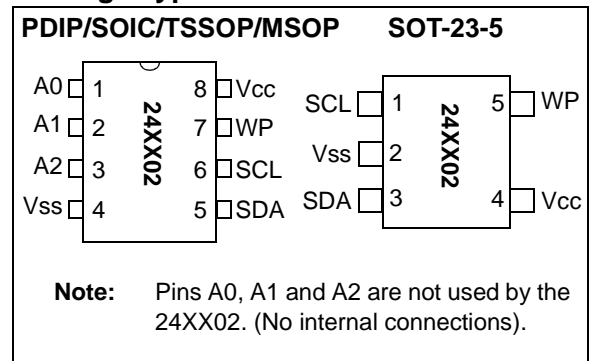 PDIP/SOIC/TSSOP/MSOP
A0 1 8 Vcc
A1 2 7 WP
A2 3 6 SCL
Vss 4 5 SDA
24XX02
SOT-23-5
SCL 1 5 WP
Vss 2
SDA 3 4 Vcc
24XX02
Note: Pins A0, A1 and A2 are not used by the
24XX02. (No internal connections).